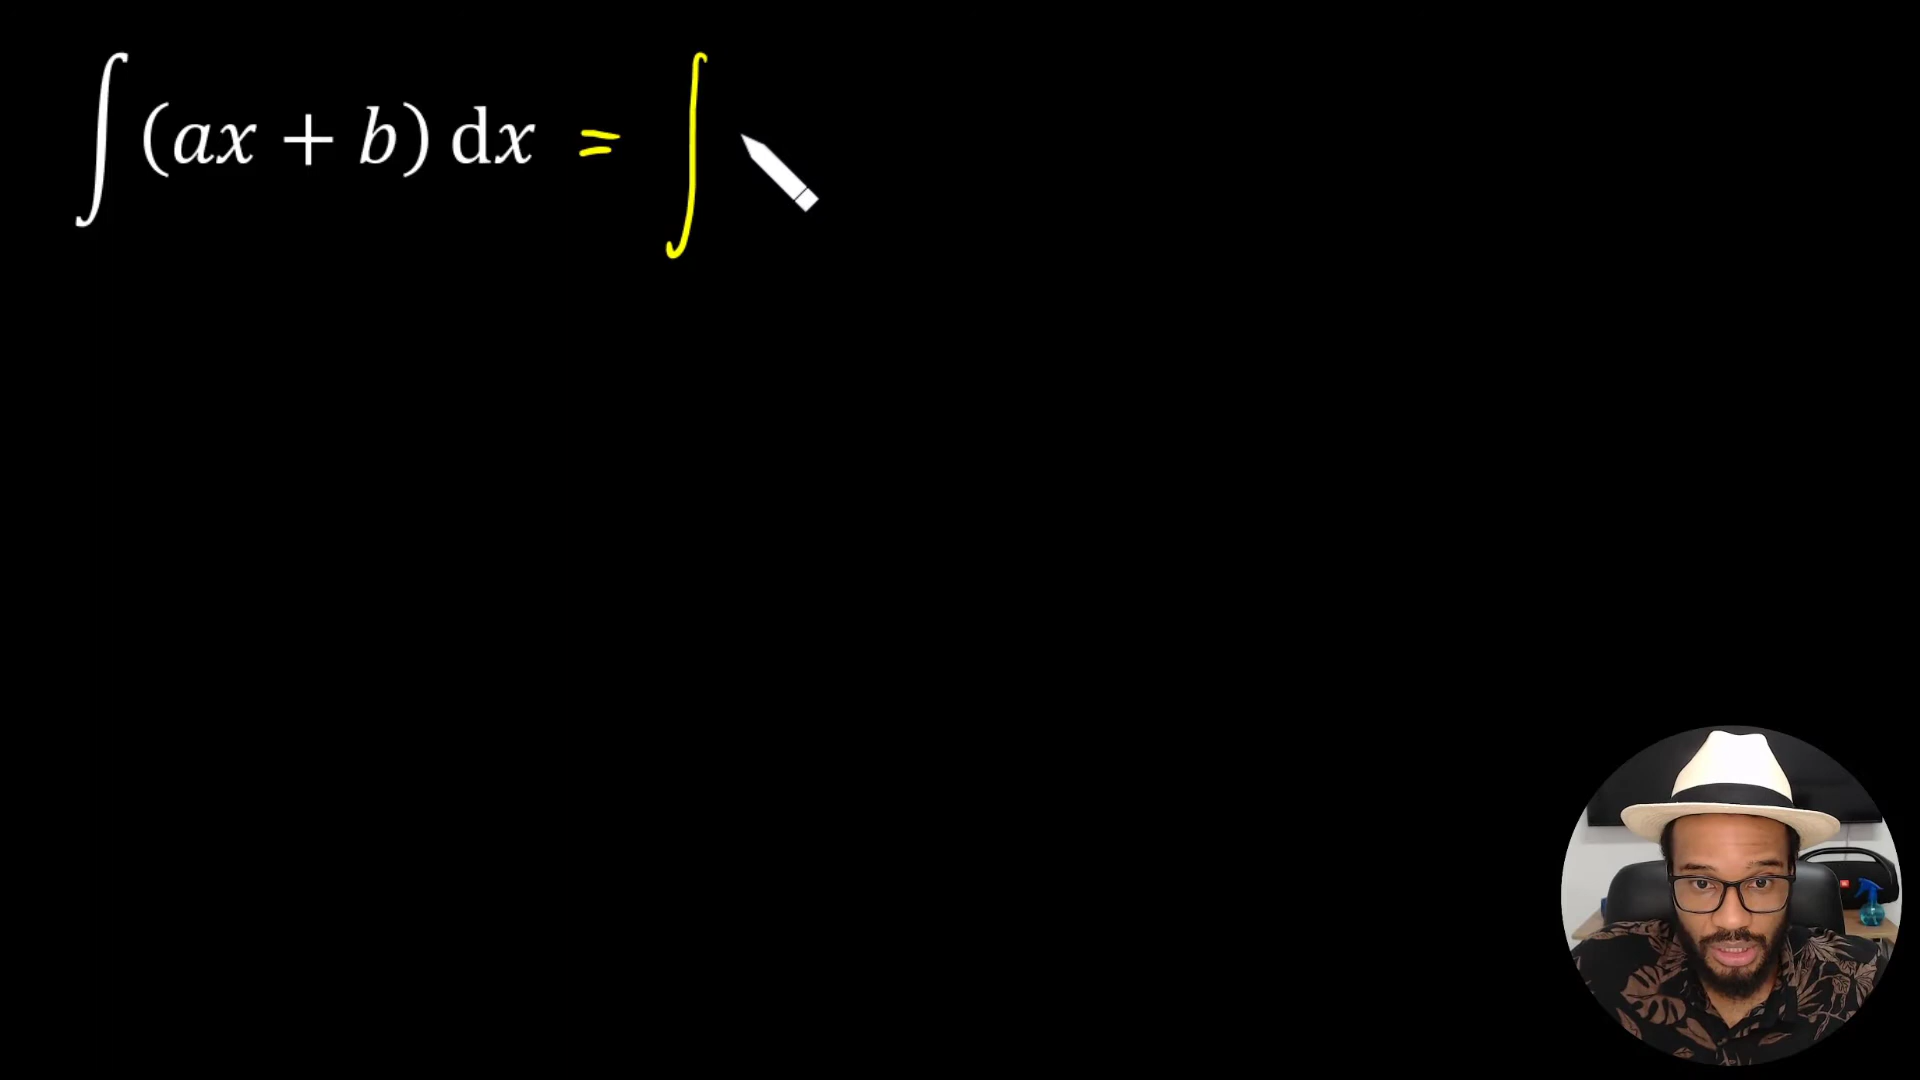 ∫(ax + b) dx = ∫